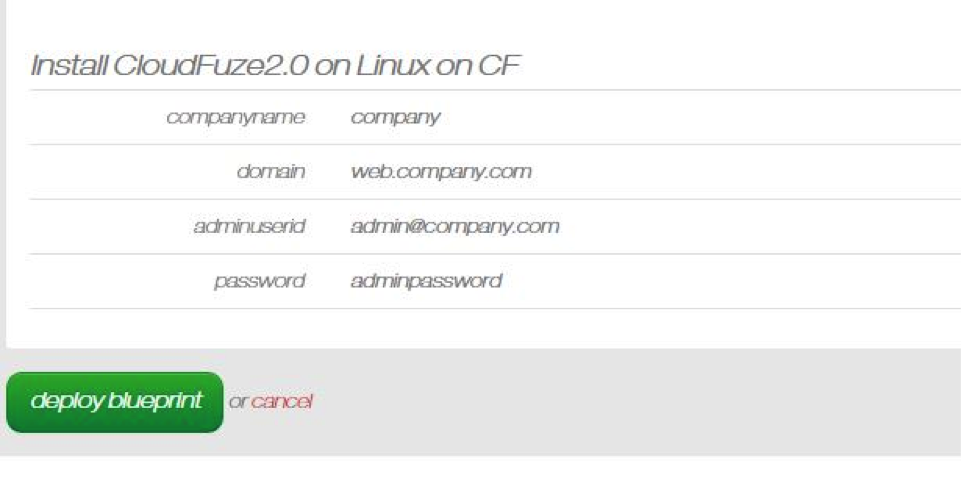 Install CloudFuze2.0 on Linux on CF
companyname company
domain web.company.com
adminuserid admin@company.com
password adminpassword
deploy blueprint or cancel